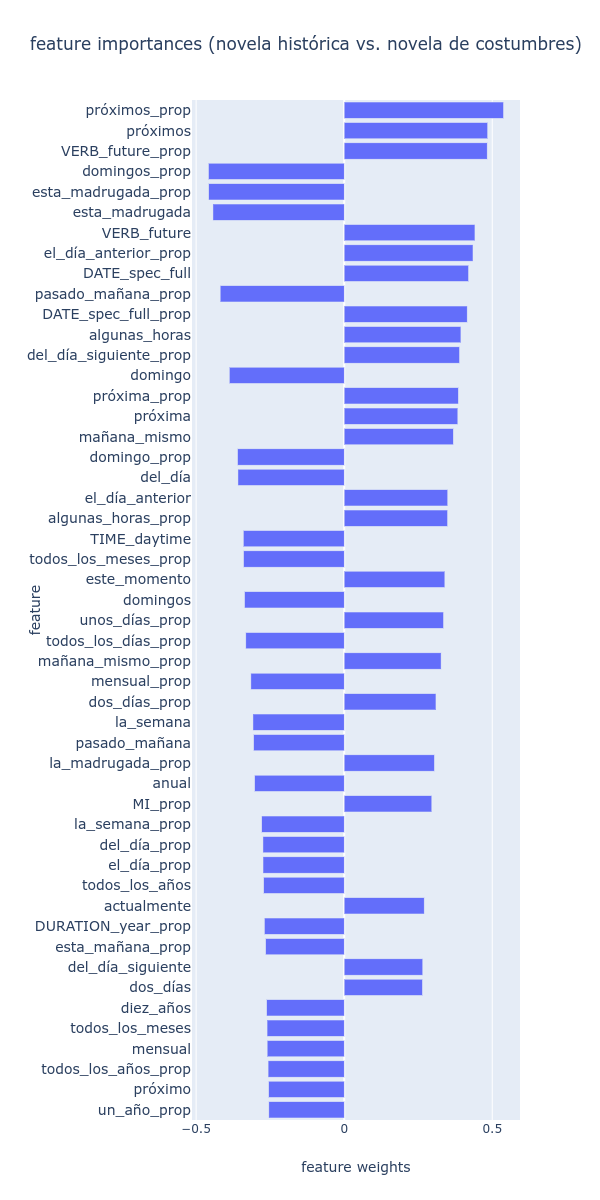 feature importances (novela histórica vs. novela de costumbres)
próximos_prop
próximos
VERB_future_prop
domingos_prop
esta_madrugada_prop
esta_madrugada
VERB_future
el_día_anterior_prop
DATE_spec_full
pasado_mañana_prop
DATE_spec_full_prop
algunas_horas
del_día_siguiente_prop
domingo
próxima_prop
próxima
mañana_mismo
domingo_prop
del_día
el_día_anterior
algunas_horas_prop
TIME_daytime
todos_los_meses_prop
este_momento
domingos
unos_días_prop
todos_los_días_prop
mañana_mismo_prop
mensual_prop
dos_días_prop
la_semana
pasado_mañana
la_madrugada_prop
anual
MI_prop
la_semana_prop
del_día_prop
el_día_prop
todos_los_años
actualmente
DURATION_year_prop
esta_mañana_prop
del_día_siguiente
dos_días
diez_años
todos_los_meses
mensual
todos_los_años_prop
próximo
un_año_prop
feature
−0.5 0 0.5
feature weights